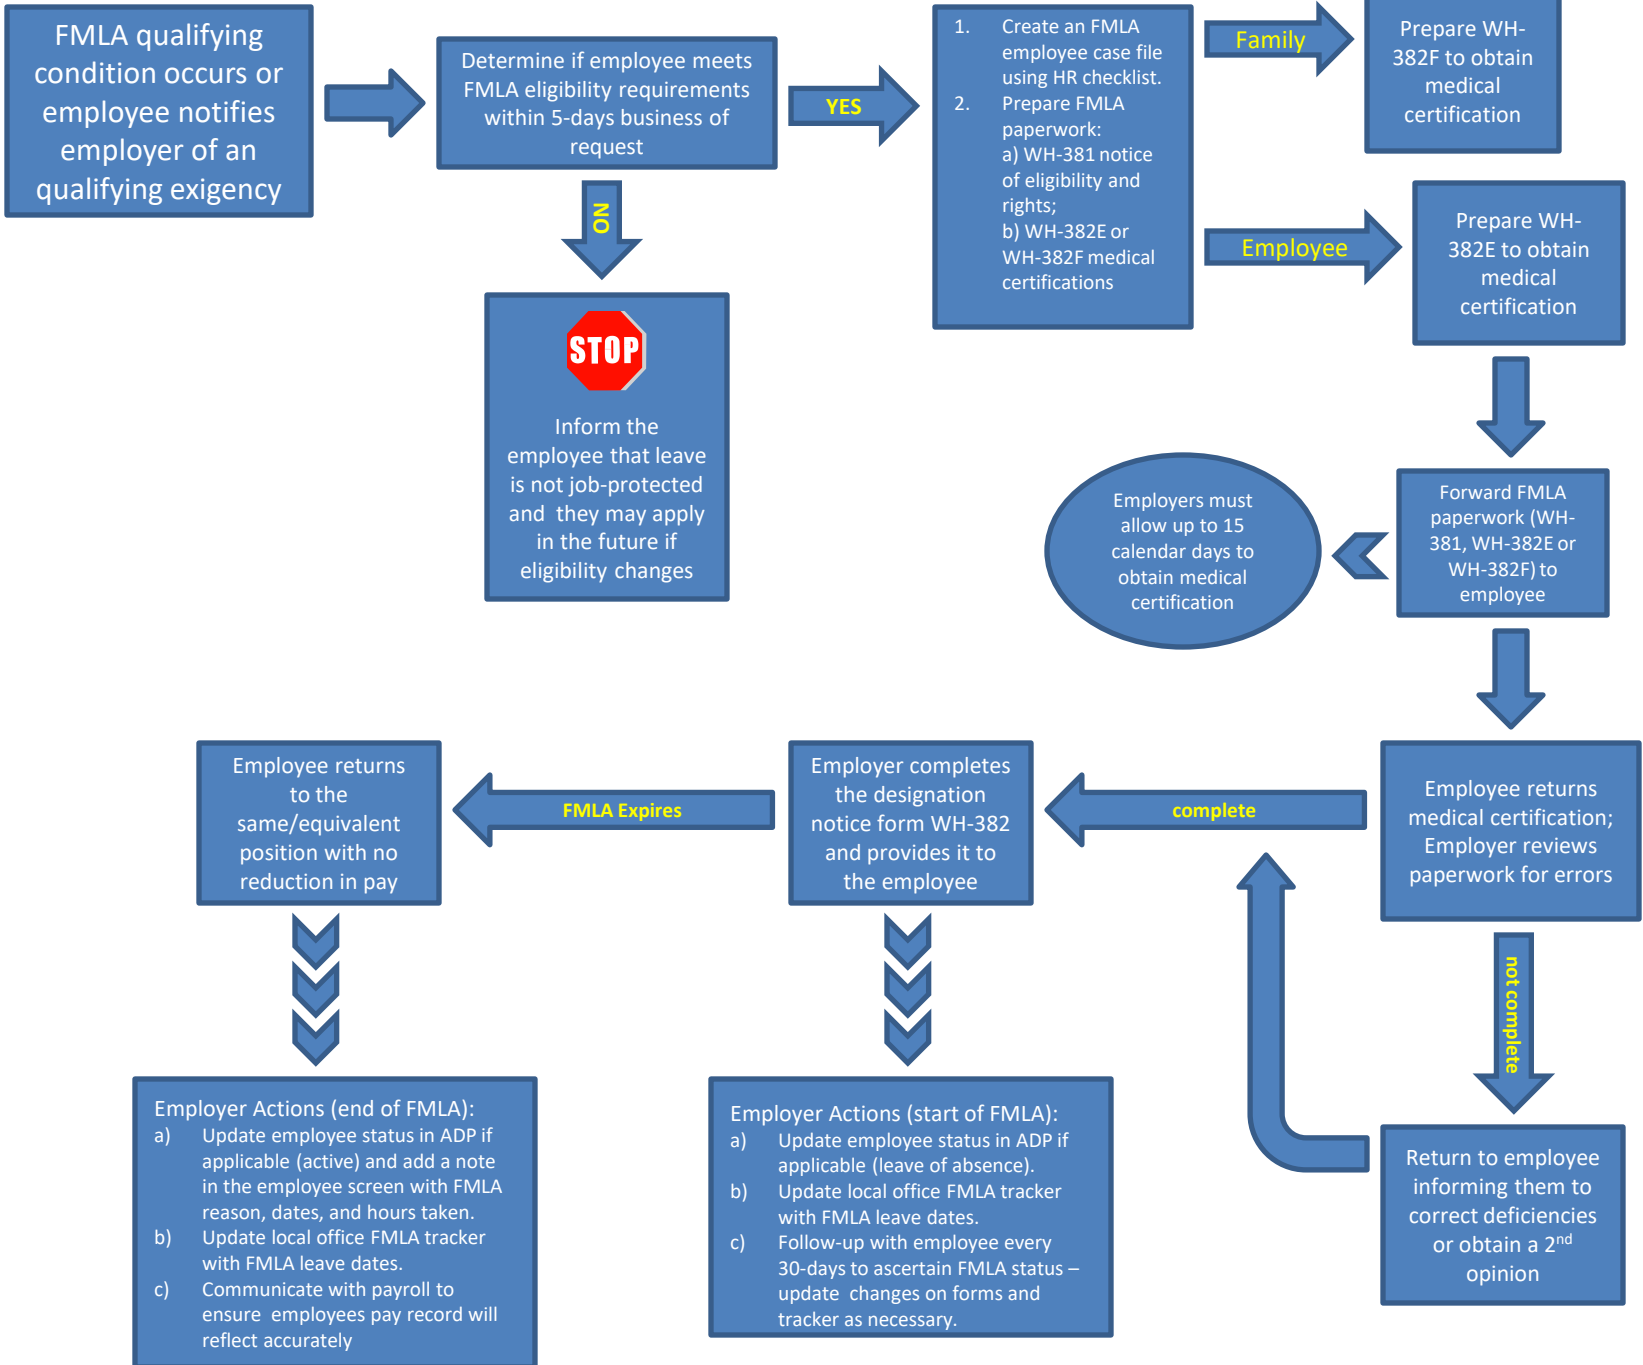 FMLA qualifying
condition occurs or
employee notifies
employer of an
qualifying exigency
Determine if employee meets
FMLA eligibility requirements
within 5-days business of
request
YES
NO
STOP
Inform the
employee that leave
is not job-protected
and they may apply
in the future if
eligibility changes
1. Create an FMLA
employee case file
using HR checklist.
2. Prepare FMLA
paperwork:
a) WH-381 notice
of eligibility and
rights;
b) WH-382E or
WH-382F medical
certifications
Family
Prepare WH-
382F to obtain
medical
certification
Employee
Prepare WH-
382E to obtain
medical
certification
Forward FMLA
paperwork (WH-
381, WH-382E or
WH-382F) to
employee
Employers must
allow up to 15
calendar days to
obtain medical
certification
Employee returns
medical certification;
Employer reviews
paperwork for errors
complete
not complete
Return to employee
informing them to
correct deficiencies
or obtain a 2nd
opinion
Employer completes
the designation
notice form WH-382
and provides it to
the employee
FMLA Expires
Employee returns
to the
same/equivalent
position with no
reduction in pay
Employer Actions (start of FMLA):
a) Update employee status in ADP if
applicable (leave of absence).
b) Update local office FMLA tracker
with FMLA leave dates.
c) Follow-up with employee every
30-days to ascertain FMLA status –
update changes on forms and
tracker as necessary.
Employer Actions (end of FMLA):
a) Update employee status in ADP if
applicable (active) and add a note
in the employee screen with FMLA
reason, dates, and hours taken.
b) Update local office FMLA tracker
with FMLA leave dates.
c) Communicate with payroll to
ensure employees pay record will
reflect accurately